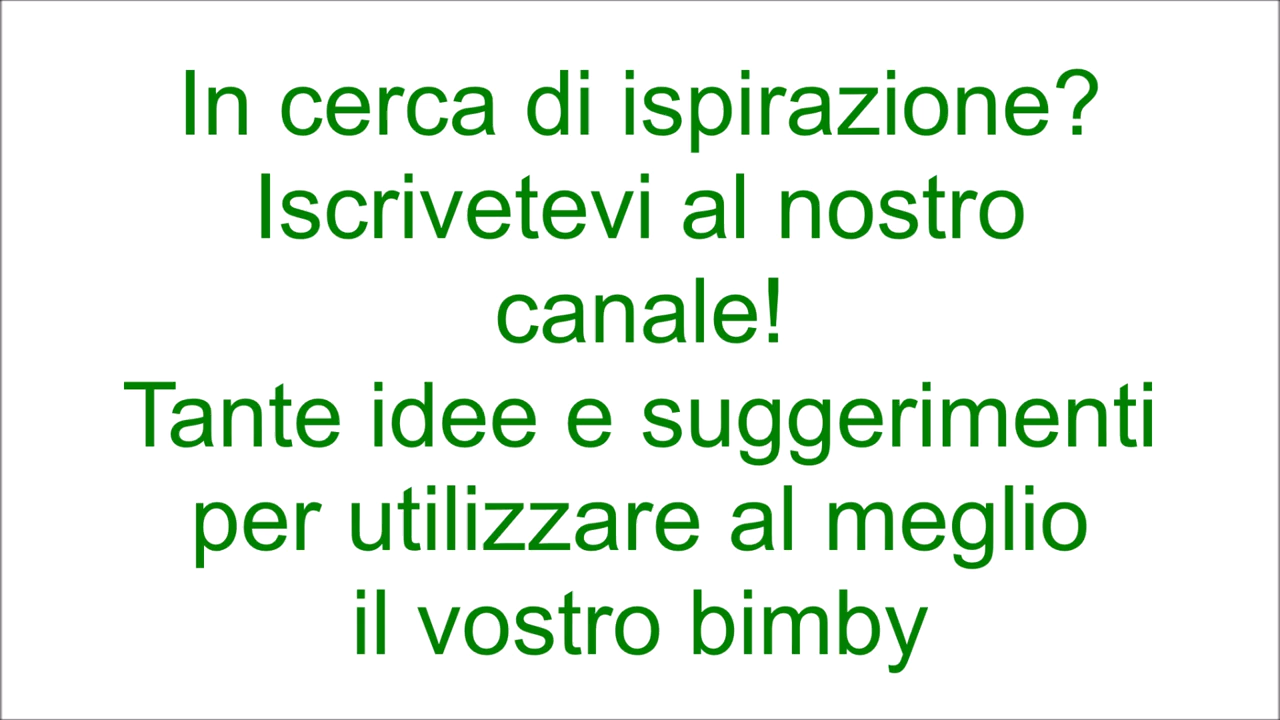 In cerca di ispirazione?
Iscrivetevi al nostro
canale!
Tante idee e suggerimenti
per utilizzare al meglio
il vostro bimby